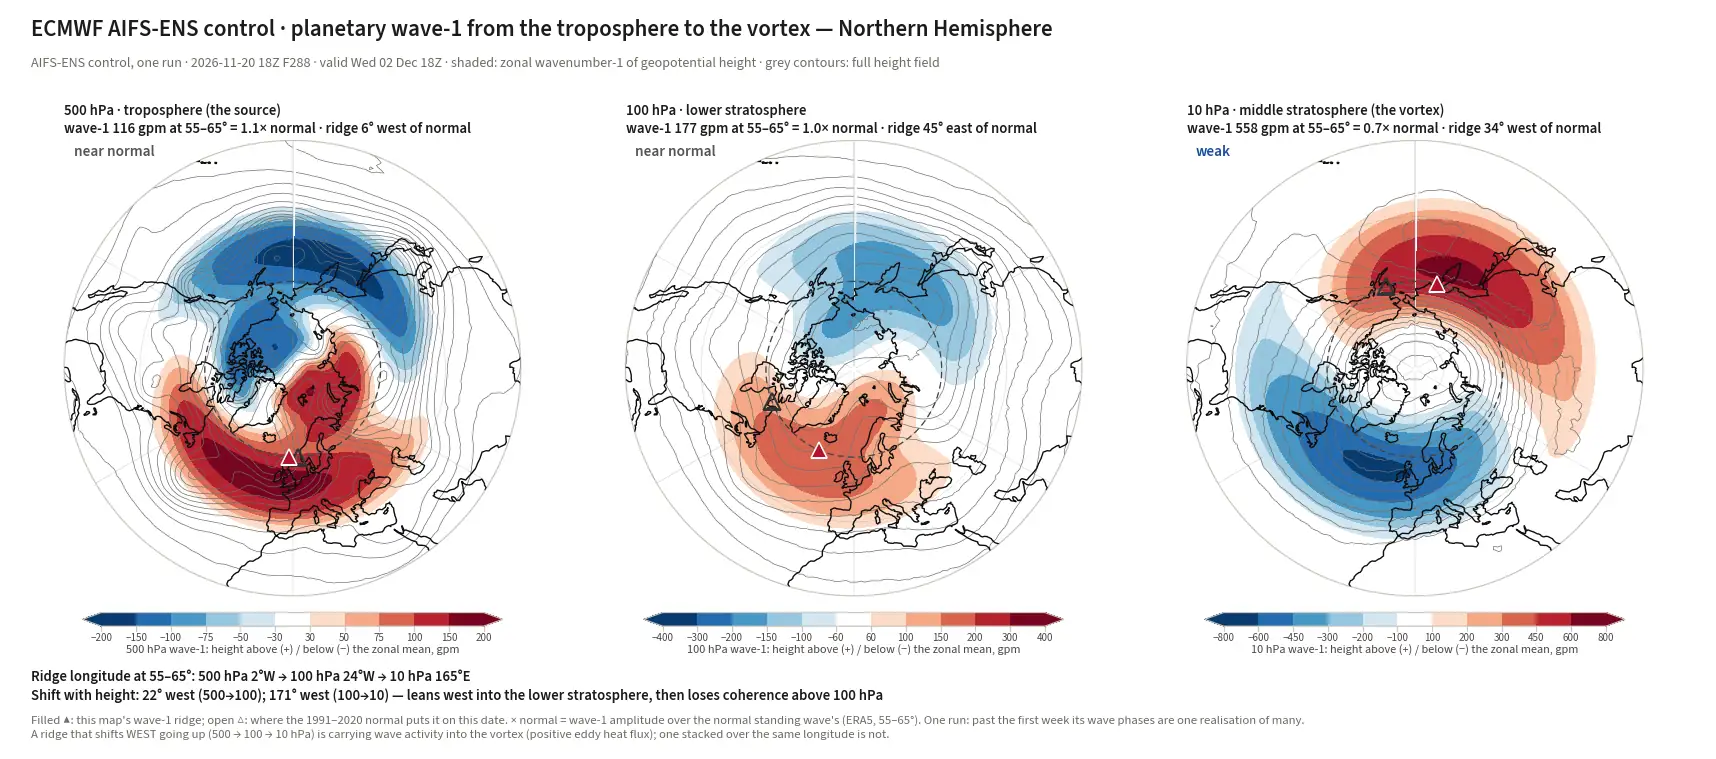 ECMWF AIFS-ENS control · planetary wave-1 from the troposphere to the vortex — Northern Hemisphere
AIFS-ENS control, one run · 2026-11-20 18Z F288 · valid Wed 02 Dec 18Z · shaded: zonal wavenumber-1 of geopotential height · grey contours: full height field
500 hPa · troposphere (the source)
wave-1 116 gpm at 55–65° = 1.1× normal · ridge 6° west of normal
near normal
100 hPa · lower stratosphere
wave-1 177 gpm at 55–65° = 1.0× normal · ridge 45° east of normal
near normal
10 hPa · middle stratosphere (the vortex)
wave-1 558 gpm at 55–65° = 0.7× normal · ridge 34° west of normal
weak
−200 −150 −100 −75 −50 −30 30 50 75 100 150 200
500 hPa wave-1: height above (+) / below (−) the zonal mean, gpm
−400 −300 −200 −150 −100 −60 60 100 150 200 300 400
100 hPa wave-1: height above (+) / below (−) the zonal mean, gpm
−800 −600 −450 −300 −200 −100 100 200 300 450 600 800
10 hPa wave-1: height above (+) / below (−) the zonal mean, gpm
Ridge longitude at 55–65°: 500 hPa 2°W → 100 hPa 24°W → 10 hPa 165°E
Shift with height: 22° west (500→100); 171° west (100→10) — leans west into the lower stratosphere, then loses coherence above 100 hPa
Filled ▲: this map's wave-1 ridge; open △: where the 1991–2020 normal puts it on this date. × normal = wave-1 amplitude over the normal standing wave's (ERA5, 55–65°). One run: past the first week its wave phases are one realisation of many.
A ridge that shifts WEST going up (500 → 100 → 10 hPa) is carrying wave activity into the vortex (positive eddy heat flux); one stacked over the same longitude is not.